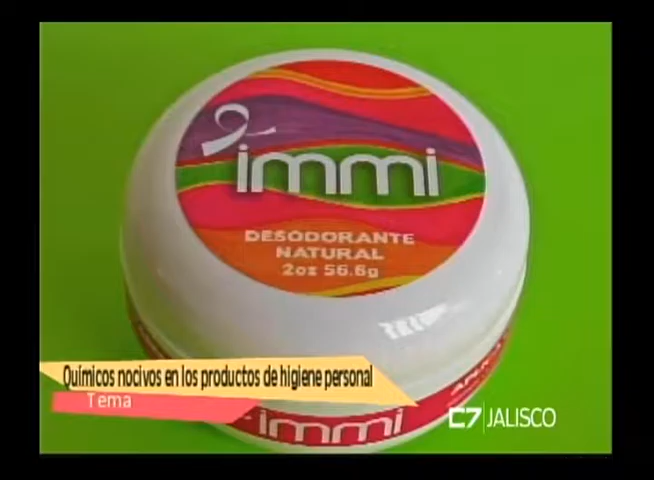 immi
DESODORANTE
NATURAL
2oz 56.6g
Químicos nocivos en los productos de higiene personal
Tema
immi
C7 JALISCO